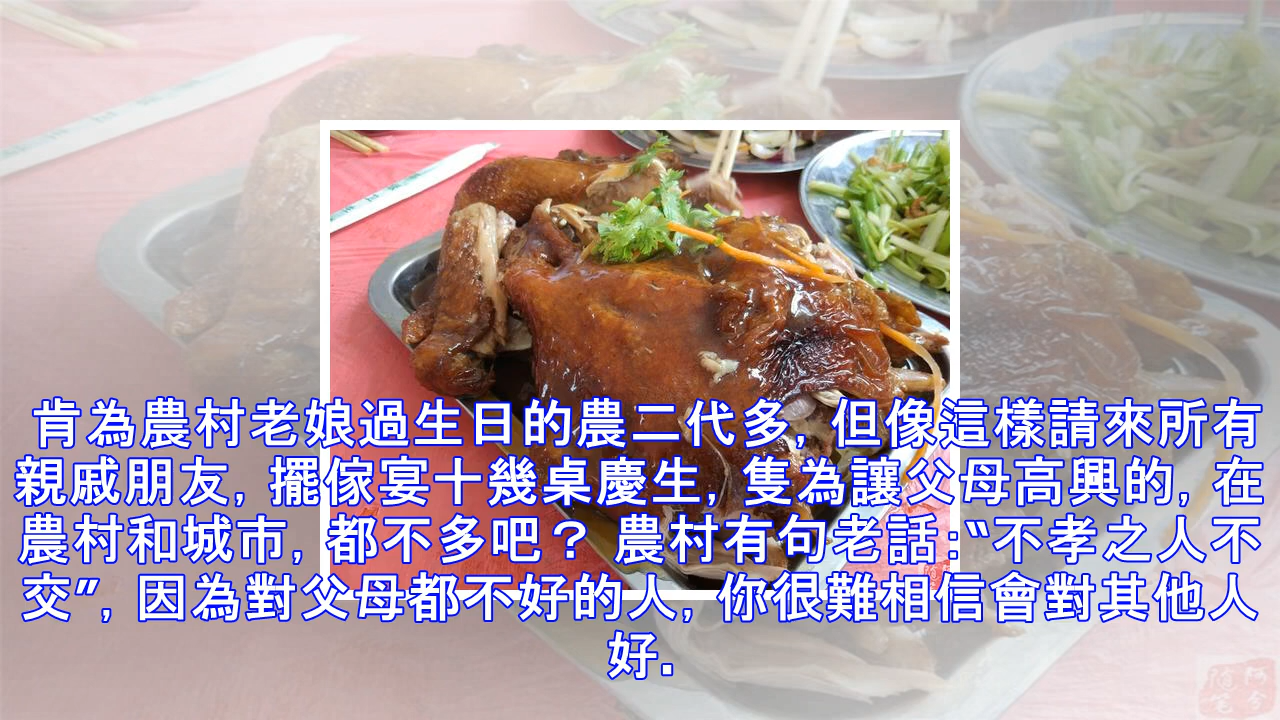 肯為農村老娘過生日的農二代多, 但像這樣請來所有
親戚朋友, 擺傢宴十幾桌慶生, 隻為讓父母高興的, 在
農村和城市, 都不多吧？ 農村有句老話:“不孝之人不
交”, 因為對父母都不好的人, 你很難相信會對其他人
好.